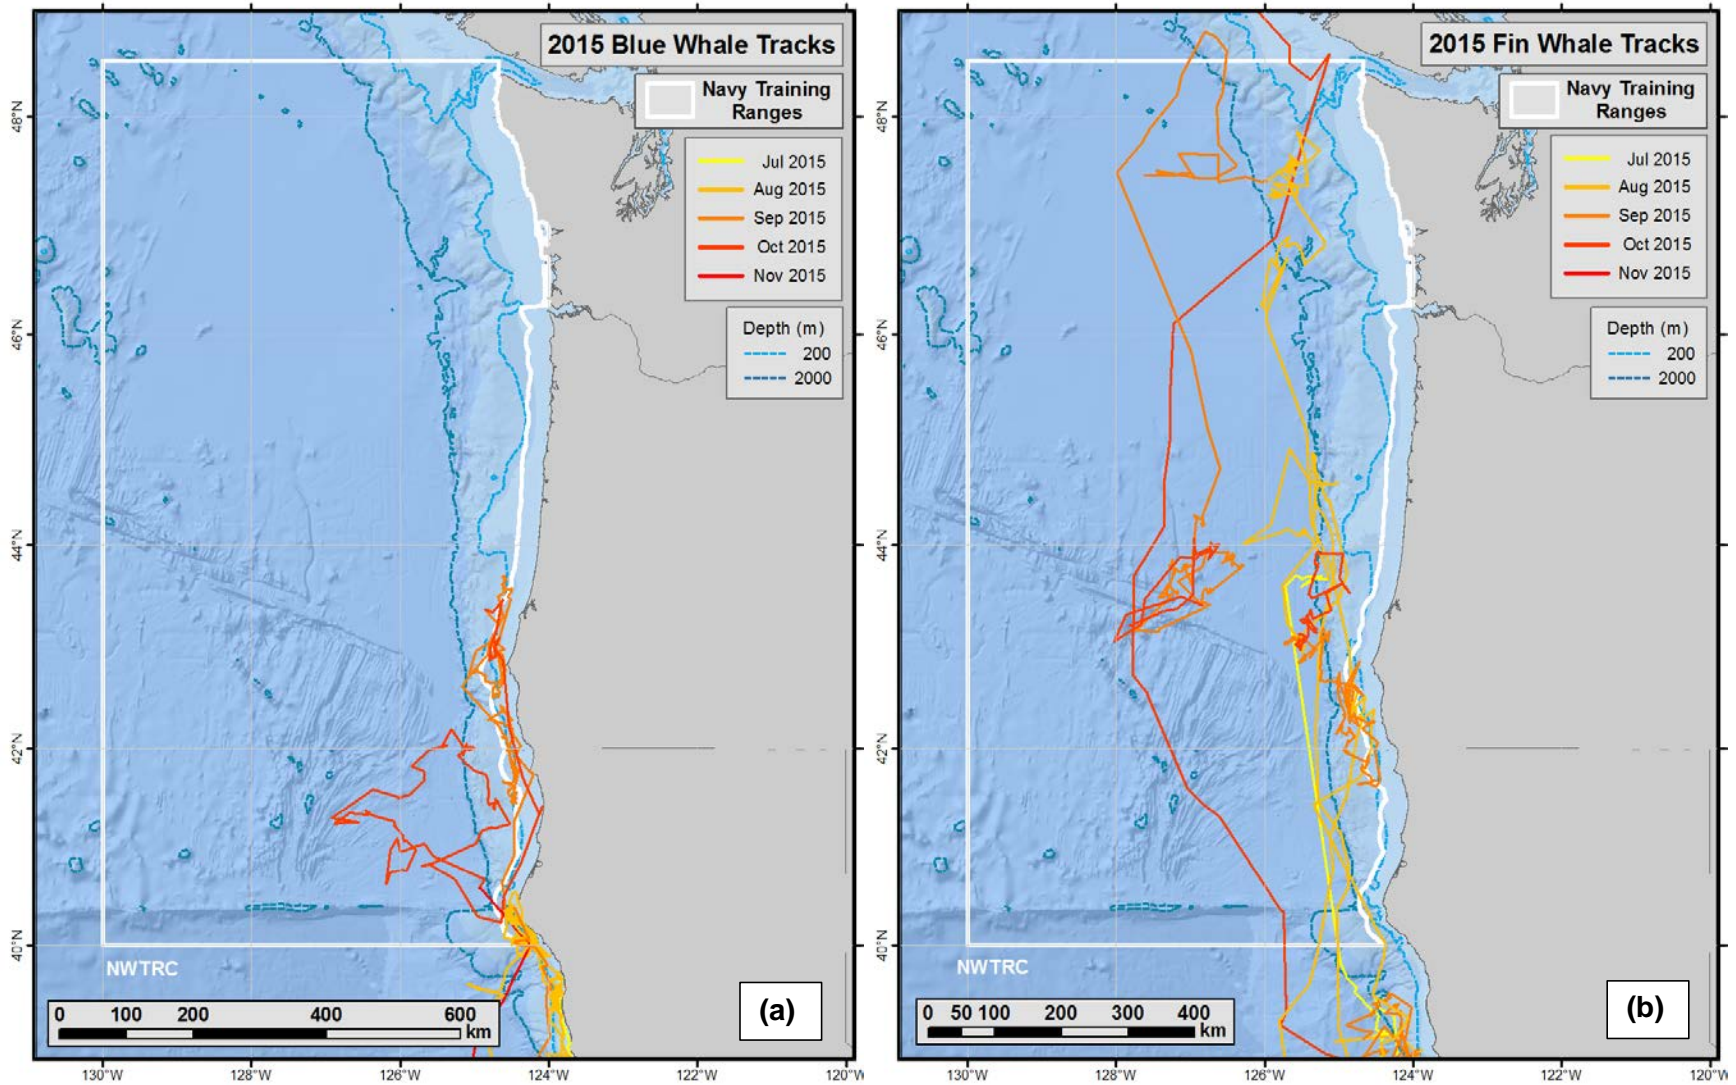 2015 Blue Whale Tracks
Navy Training
Ranges
Jul 2015
Aug 2015
Sep 2015
Oct 2015
Nov 2015
Depth (m)
200
2000
48°N
46°N
44°N
42°N
40°N
NWTRC
0 100 200 400 600
km
(a)
130°W 128°W 126°W 124°W 122°W 120°W
2015 Fin Whale Tracks
Navy Training
Ranges
Jul 2015
Aug 2015
Sep 2015
Oct 2015
Nov 2015
Depth (m)
200
2000
48°N
46°N
44°N
42°N
40°N
NWTRC
0 50 100 200 300 400
km
(b)
130°W 128°W 126°W 124°W 122°W 120°W